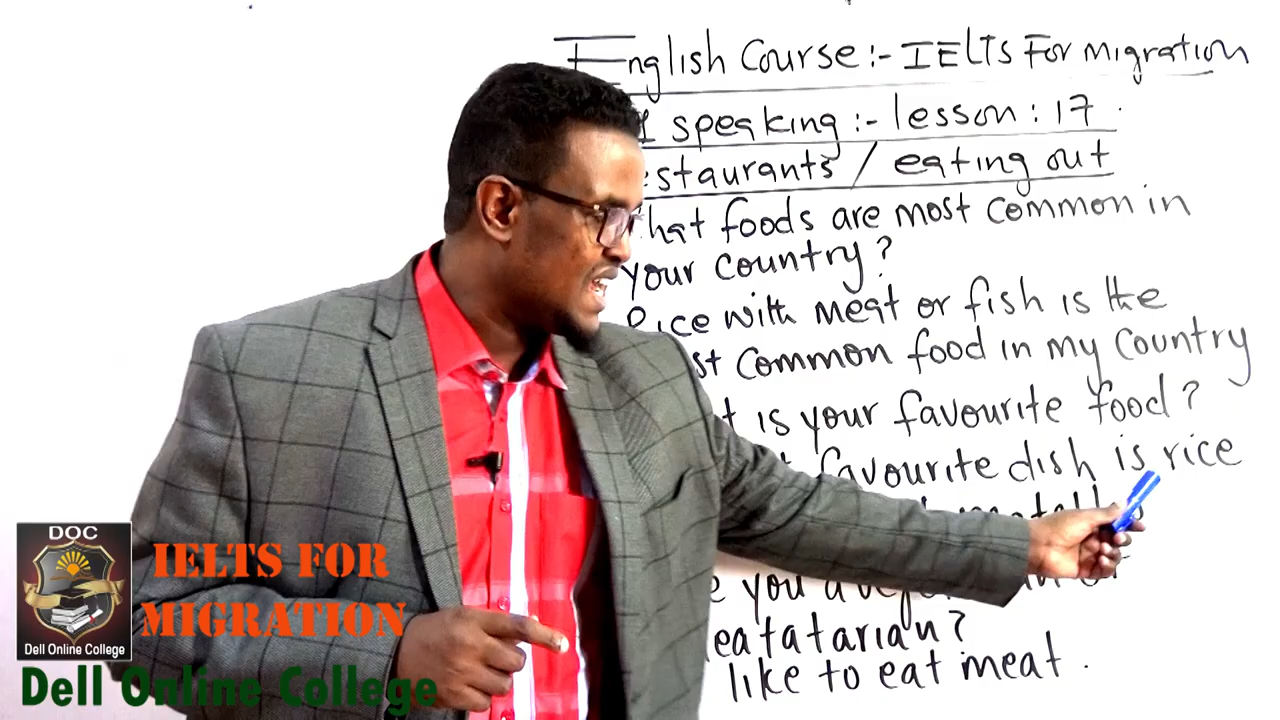 English Course:- IELTS For migration
speaking :- lesson : 17
estaurants / eating out
hat foods are most common in
your country ?
Rice with meat or fish is the
st common food in my country
t is your favourite food ?
favourite dish is rice
e you a
eatatarian ?
like to eat meat .
DOC
Dell Online College
IELTS FOR
MIGRATION
Dell Online College